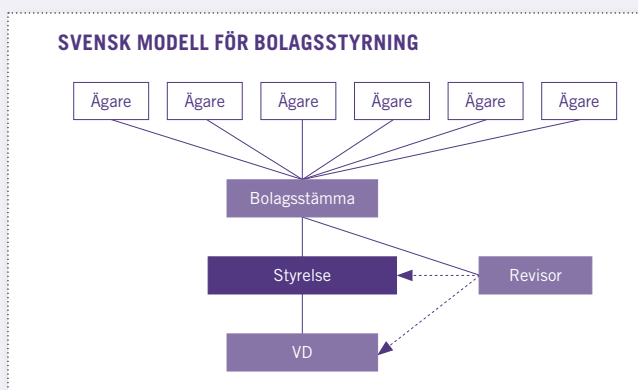 SVENSK MODELL FÖR BOLAGSSTYRNING
Ägare
Ägare
Ägare
Ägare
Ägare
Ägare
Bolagsstämma
Styrelse
Revisor
VD